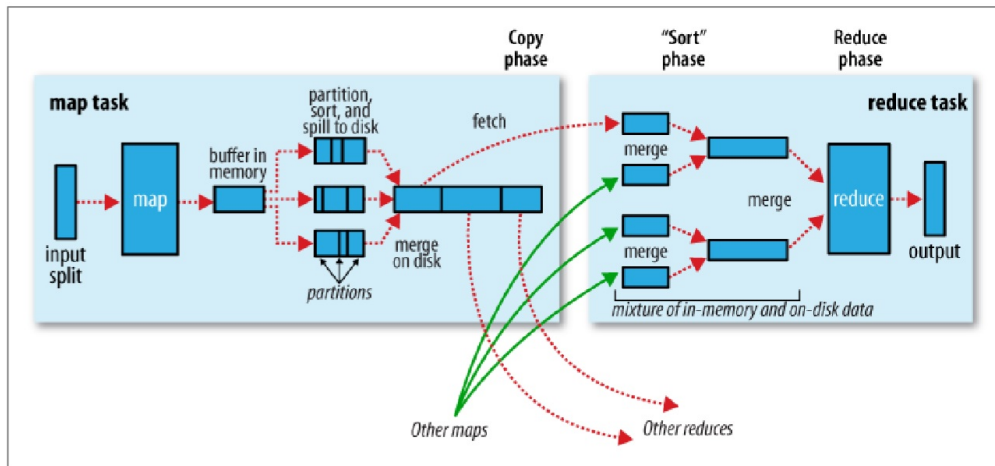 Copy
phase
“Sort”
phase
Reduce
phase
map task
partition,
sort, and
spill to disk
fetch
reduce task
buffer in
memory
map
merge
merge
reduce
input
split
merge
on disk
merge
output
partitions
mixture of in-memory and on-disk data
Other maps
Other reduces